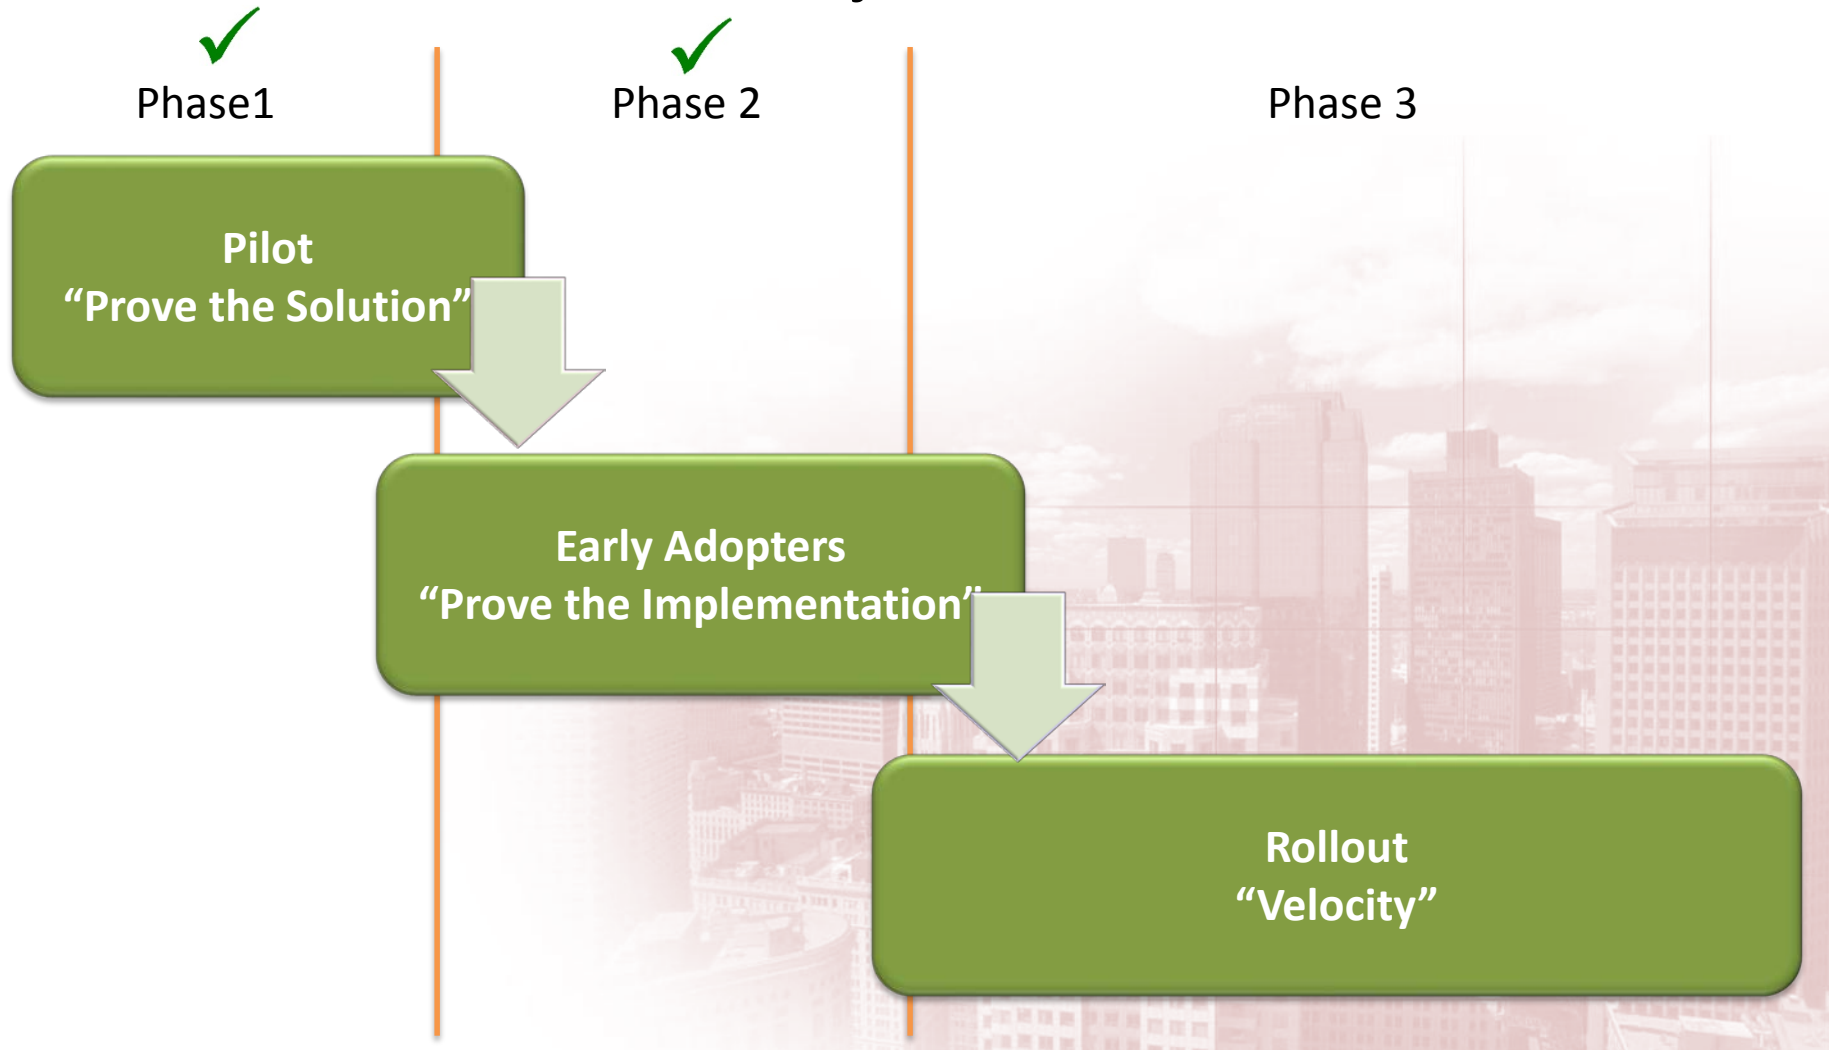 Phase1
Phase 2
Phase 3
Pilot
“Prove the Solution”
Early Adopters
“Prove the Implementation”
Rollout
“Velocity”